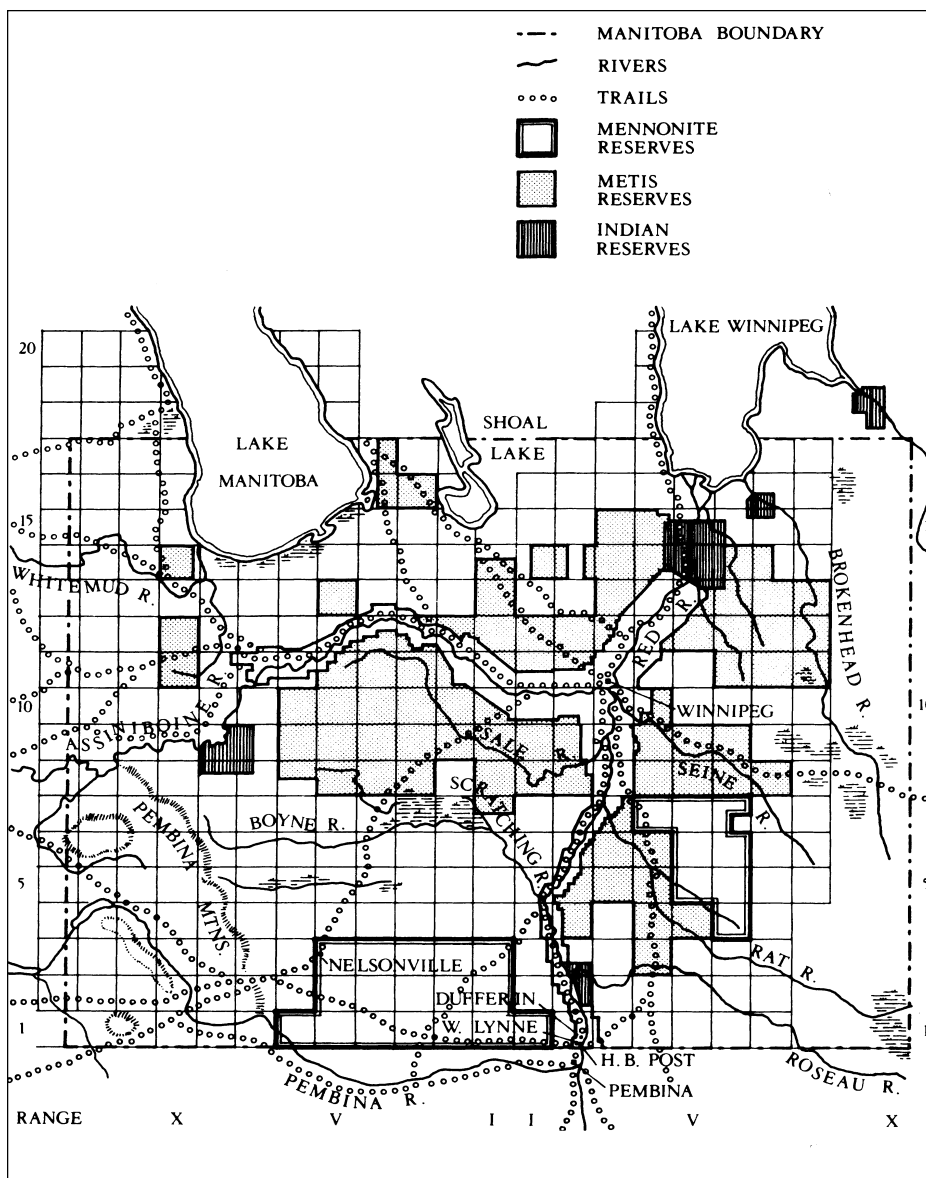 MANITOBA BOUNDARY
RIVERS
TRAILS
MENNONITE
RESERVES
METIS
RESERVES
INDIAN
RESERVES
LAKE WINNIPEG
20
SHOAL
LAKE
LAKE
MANITOBA
15
WHITEMUD R.
BROKENHEAD R.
RED R.
ASSINIBOINE R.
10
WINNIPEG
SALE R.
SEINE R.
SCRATCHING R.
PEMBINA MTNS.
BOYNE R.
5
RAT R.
NELSONVILLE
DUFFERIN
1
W. LYNNE
H. B. POST
ROSEAU R.
PEMBINA R.
PEMBINA
RANGE X V I I V X